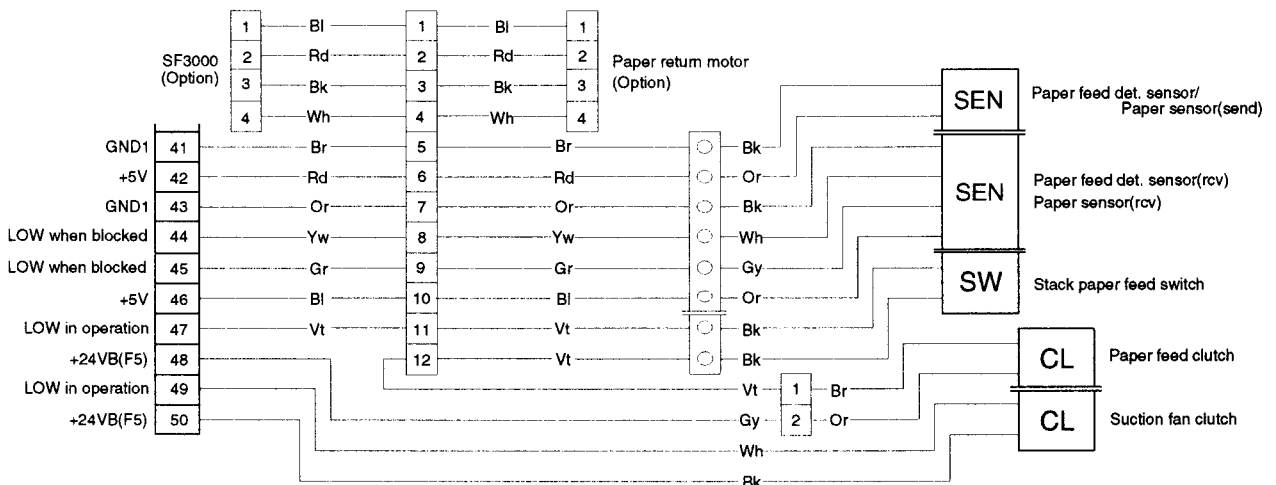 1 Bl 1 Bl 1
SF3000
(Option)
2 Rd 2 Rd 2
Paper return motor
(Option)
3 Bk 3 Bk 3
4 Wh 4 Wh 4
SEN
Paper feed det. sensor/
Paper sensor(send)
GND1 41 Br 5 Br Bk
+5V 42 Rd 6 Rd Or
GND1 43 Or 7 Or Bk
SEN
Paper feed det. sensor(rcv)
Paper sensor(rcv)
LOW when blocked 44 Yw 8 Yw Wh
LOW when blocked 45 Gr 9 Gr Gy
SW
Stack paper feed switch
+5V 46 Bl 10 Bl Or
LOW in operation 47 Vt 11 Vt Bk
+24VB(F5) 48 12 Vt Bk
CL
Paper feed clutch
LOW in operation 49 Vt 1 Br
+24VB(F5) 50 Gy 2 Or
CL
Suction fan clutch
Wh
Bk